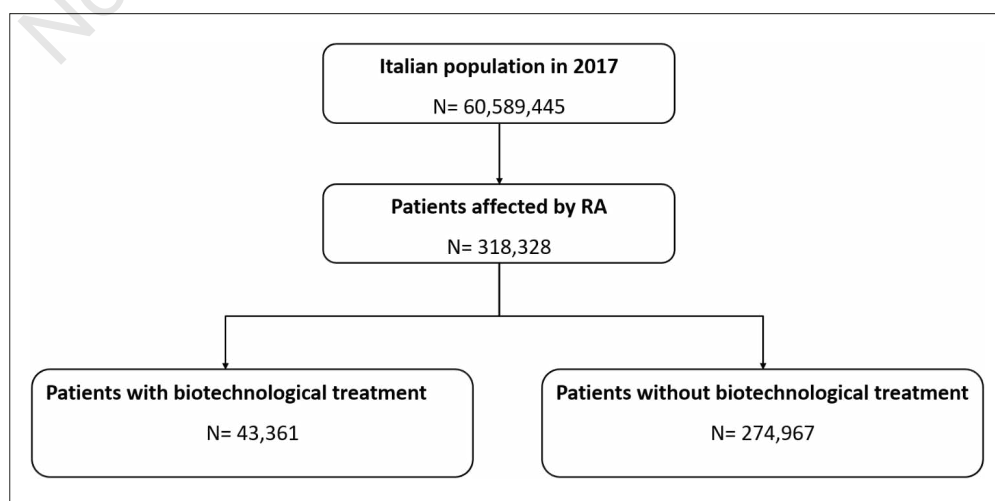 Italian population in 2017
N= 60,589,445
Patients affected by RA
N= 318,328
Patients with biotechnological treatment
N= 43,361
Patients without biotechnological treatment
N= 274,967